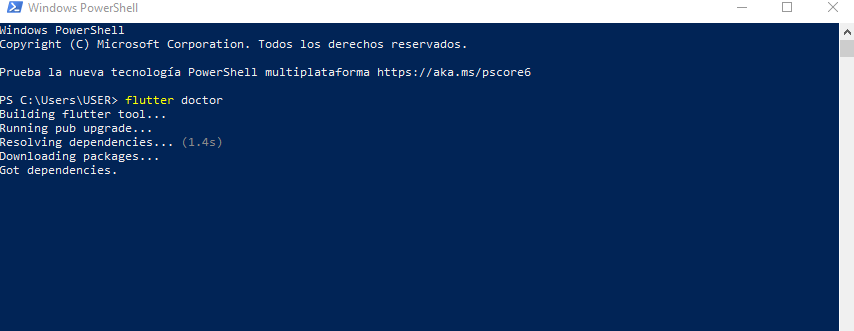 Windows PowerShell
Windows PowerShell
Copyright (C) Microsoft Corporation. Todos los derechos reservados.
Prueba la nueva tecnología PowerShell multiplataforma https://aka.ms/pscore6
PS C:\Users\USER> flutter doctor
Building flutter tool...
Running pub upgrade...
Resolving dependencies... (1.4s)
Downloading packages...
Got dependencies.